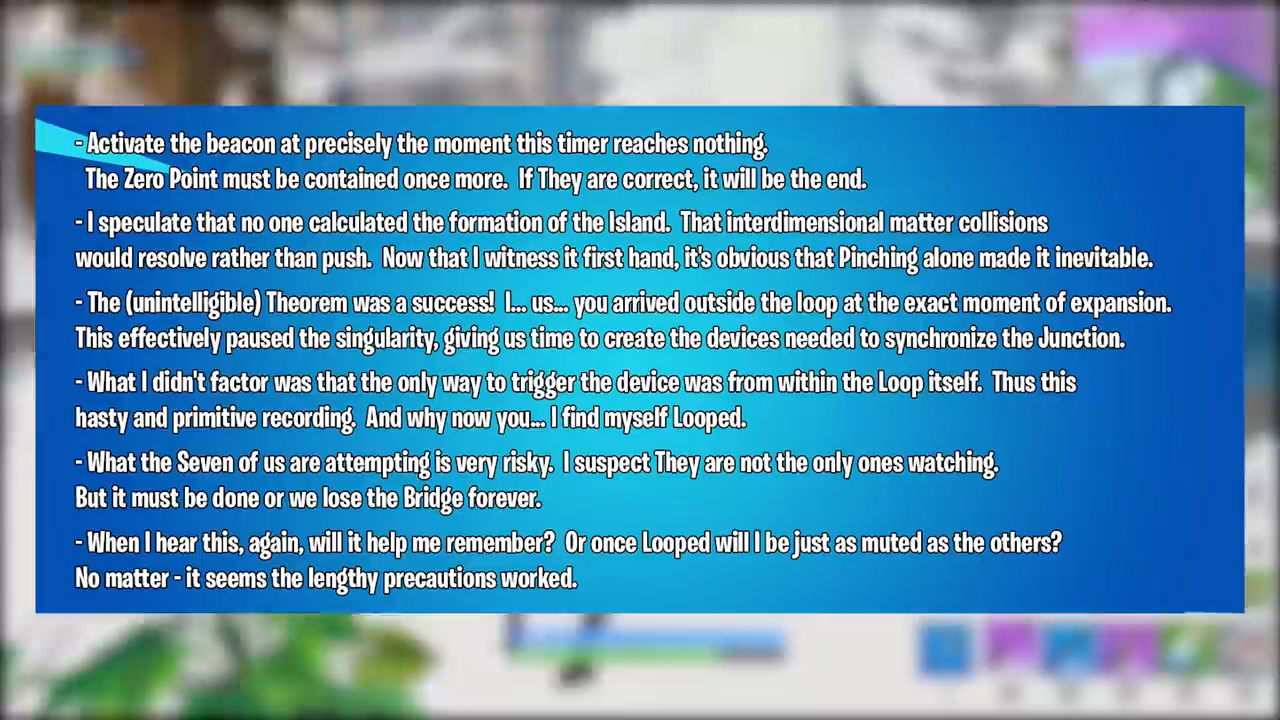 - Activate the beacon at precisely the moment this timer reaches nothing.
The Zero Point must be contained once more.  If They are correct, it will be the end.
- I speculate that no one calculated the formation of the Island.  That interdimensional matter collisions
would resolve rather than push.  Now that I witness it first hand, it's obvious that Pinching alone made it inevitable.
- The (unintelligible) Theorem was a success!  I... us... you arrived outside the loop at the exact moment of expansion.
This effectively paused the singularity, giving us time to create the devices needed to synchronize the Junction.
- What I didn't factor was that the only way to trigger the device was from within the Loop itself.  Thus this
hasty and primitive recording.  And why now you... I find myself Looped.
- What the Seven of us are attempting is very risky.  I suspect They are not the only ones watching.
But it must be done or we lose the Bridge forever.
- When I hear this, again, will it help me remember?  Or once Looped will I be just as muted as the others?
No matter - it seems the lengthy precautions worked.